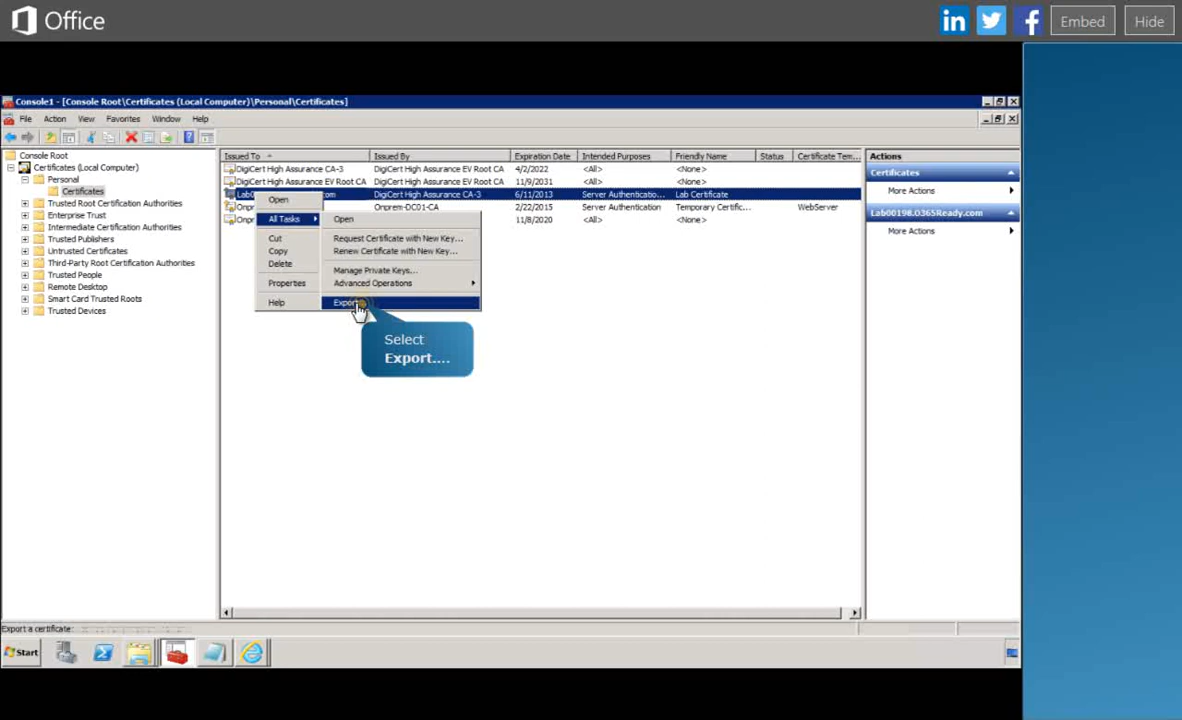 Office
Embed
Hide
Console1 - [Console Root\Certificates (Local Computer)\Personal\Certificates]
File Action View Favorites Window Help
Console Root
Certificates (Local Computer)
Personal
Certificates
Trusted Root Certification Authorities
Enterprise Trust
Intermediate Certification Authorities
Trusted Publishers
Untrusted Certificates
Third-Party Root Certification Authorities
Trusted People
Remote Desktop
Smart Card Trusted Roots
Trusted Devices
Issued To Issued By Expiration Date Intended Purposes Friendly Name Status Certificate Tem...
DigiCert High Assurance CA-3 DigiCert High Assurance EV Root CA 4/2/2022 <All> <None>
DigiCert High Assurance EV Root CA DigiCert High Assurance EV Root CA 11/9/2031 <All> <None>
DigiCert High Assurance CA-3 6/11/2013 Server Authenticatio... Lab Certificate
Onprem-DC01-CA 2/22/2015 Server Authentication Temporary Certific... WebServer
11/8/2020 <All> <None>
Open
All Tasks
Cut
Copy
Delete
Properties
Help
Open
Request Certificate with New Key...
Renew Certificate with New Key...
Manage Private Keys...
Advanced Operations
Export...
Select
Export....
Actions
Certificates
More Actions
Lab00198.O365Ready.com
More Actions
Export a certificate
Start